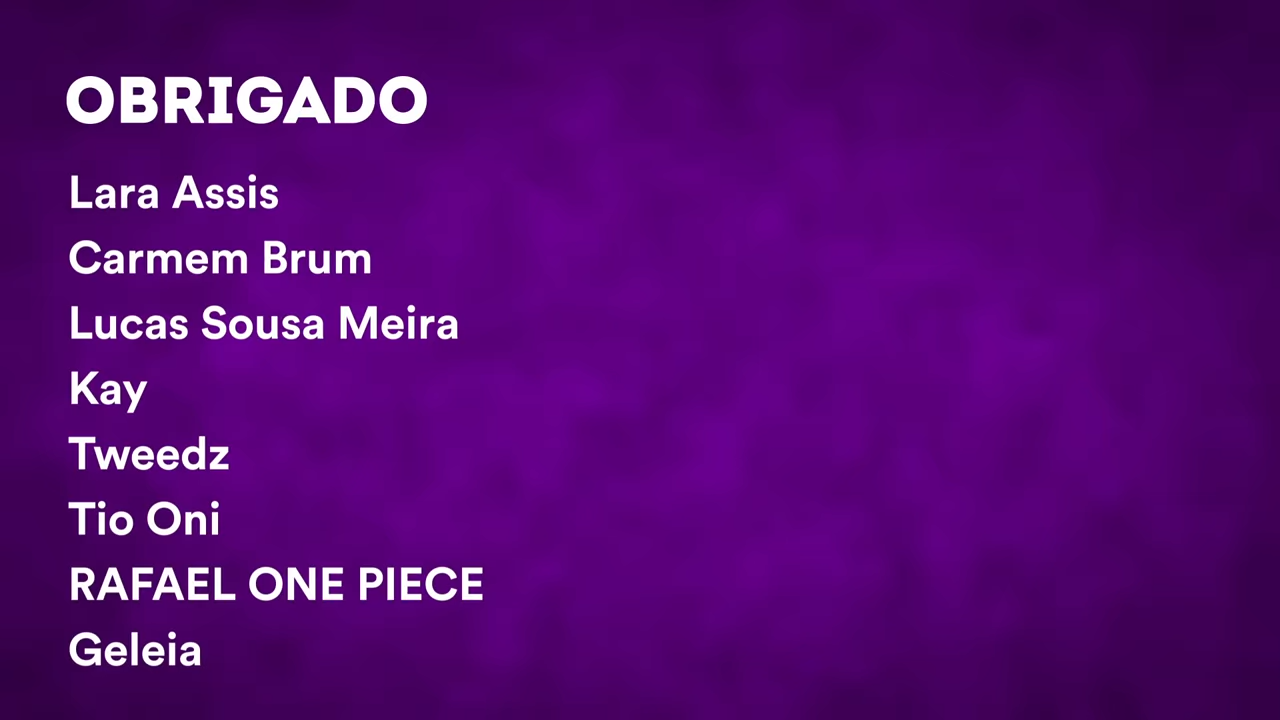 OBRIGADO
Lara Assis
Carmem Brum
Lucas Sousa Meira
Kay
Tweedz
Tio Oni
RAFAEL ONE PIECE
Geleia